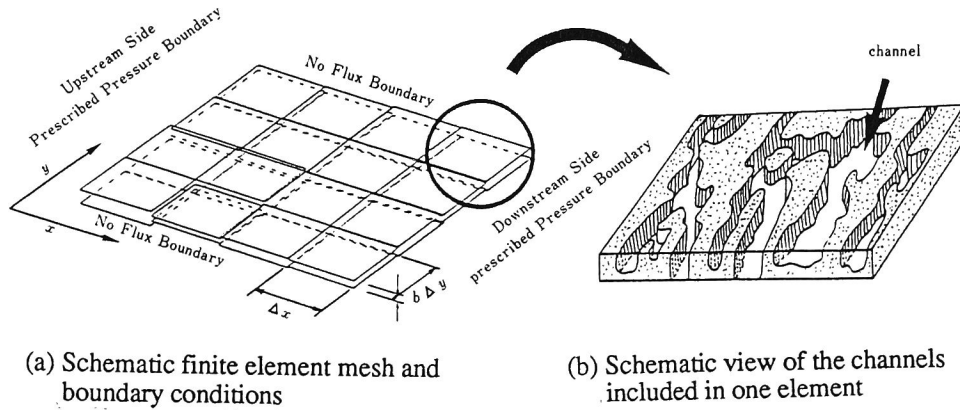 Upstream Side
Prescribed Pressure Boundary
No Flux Boundary
channel
y
x
No Flux Boundary
Downstream Side
prescribed Pressure Boundary
Δx
b
Δy
(a) Schematic finite element mesh and
boundary conditions
(b) Schematic view of the channels
included in one element